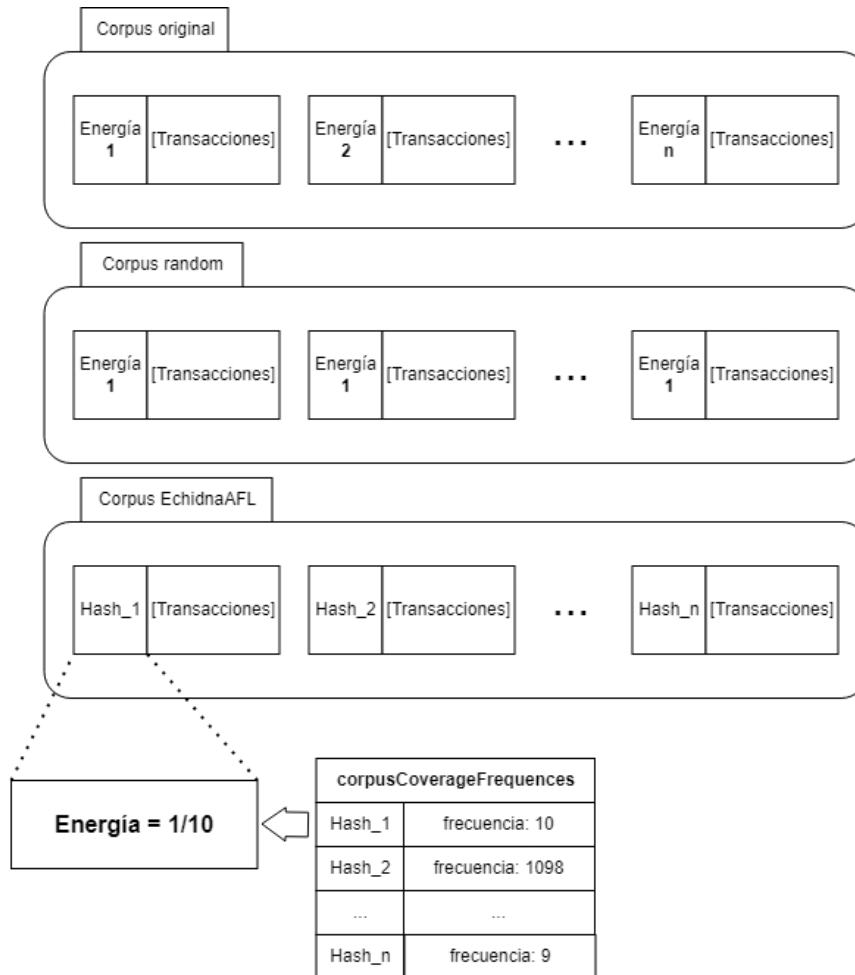 Corpus original
Energía [Transacciones] Energía [Transacciones] ... Energía [Transacciones]
1 2 n
Corpus random
Energía [Transacciones] Energía [Transacciones] ... Energía [Transacciones]
1 1 1
Corpus EchidnaAFL
Hash_1 [Transacciones] Hash_2 [Transacciones] ... Hash_n [Transacciones]
corpusCoverageFrequences
Energía = 1/10
Hash_1 frecuencia: 10
Hash_2 frecuencia: 1098
... ...
Hash_n frecuencia: 9